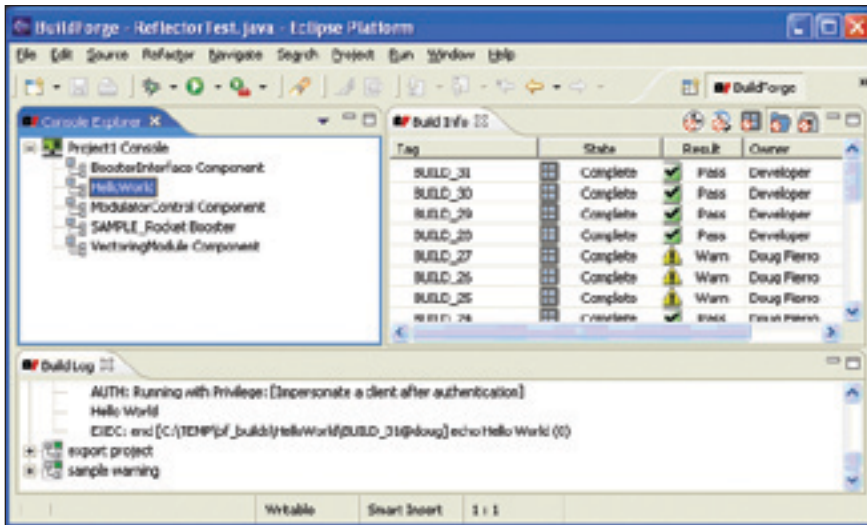 BuildForge - ReflectorTest.java - Eclipse Platform
File Edit Source Refactor Navigate Search Project Run Window Help
BuildForge
Console Explorer
Project1 Console
BoosterInterface Component
HelloWorld
ModulatorControl Component
SAMPLE_Rocket Booster
VectoringModule Component
Build Info
Tag State Result Owner
BUILD_31 Complete Pass Developer
BUILD_30 Complete Pass Developer
BUILD_29 Complete Pass Developer
BUILD_28 Complete Pass Developer
BUILD_27 Complete Warn Doug Fierro
BUILD_26 Complete Warn Doug Fierro
BUILD_25 Complete Warn Doug Fierro
BUILD_24 Complete Pass Doug Fierro
Build Log
AUTH: Running with Privilege: [Impersonate a client after authentication]
Hello World
EXEC: end [C:\TEMP\bf_builds\HelloWorld\BUILD_31@doug] echo Hello World (0)
export project
sample warning
Writable Smart Insert 1 : 1